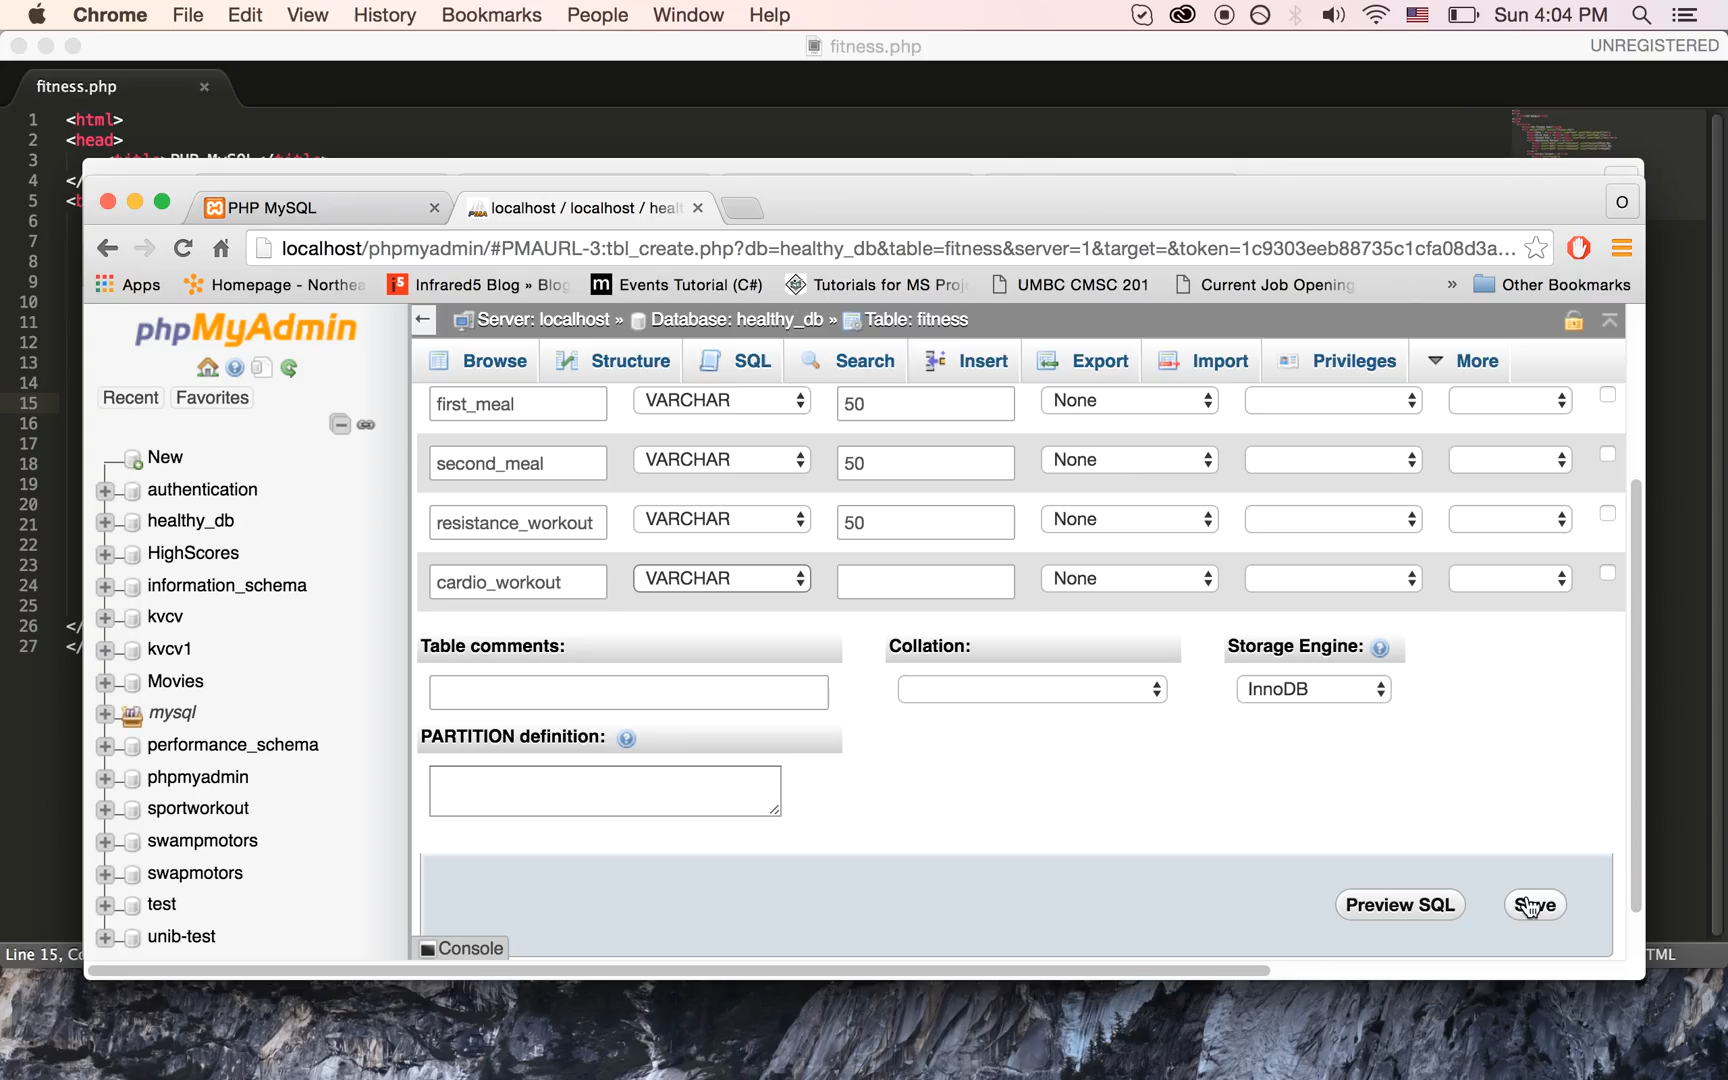 Chrome File Edit View History Bookmarks People Window Help Sun 4:04 PM
fitness.php UNREGISTERED
fitness.php
1 <html>
2 <head>
3
4 </
5
6
7
8
9
10
11
12
13
14
15
16
17
18
19
20
21
22
23
24
25
26 </
27 </
PHP MySQL localhost / localhost / heal O
localhost/phpmyadmin/#PMAURL-3:tbl_create.php?db=healthy_db&table=fitness&server=1&target=&token=1c9303eeb88735c1cfa08d3a...
Apps Homepage - Northea Infrared5 Blog » Blog Events Tutorial (C#) Tutorials for MS Proj UMBC CMSC 201 Current Job Opening » Other Bookmarks
phpMyAdmin
Recent Favorites
New
authentication
healthy_db
HighScores
information_schema
kvcv
kvcv1
Movies
mysql
performance_schema
phpmyadmin
sportworkout
swampmotors
swapmotors
test
unib-test
Server: localhost » Database: healthy_db » Table: fitness
Browse Structure SQL Search Insert Export Import Privileges More
first_meal VARCHAR 50 None
second_meal VARCHAR 50 None
resistance_workout VARCHAR 50 None
cardio_workout VARCHAR None
Table comments: Collation: Storage Engine:
InnoDB
PARTITION definition:
Preview SQL Save
Console
Line 15, Co
TML